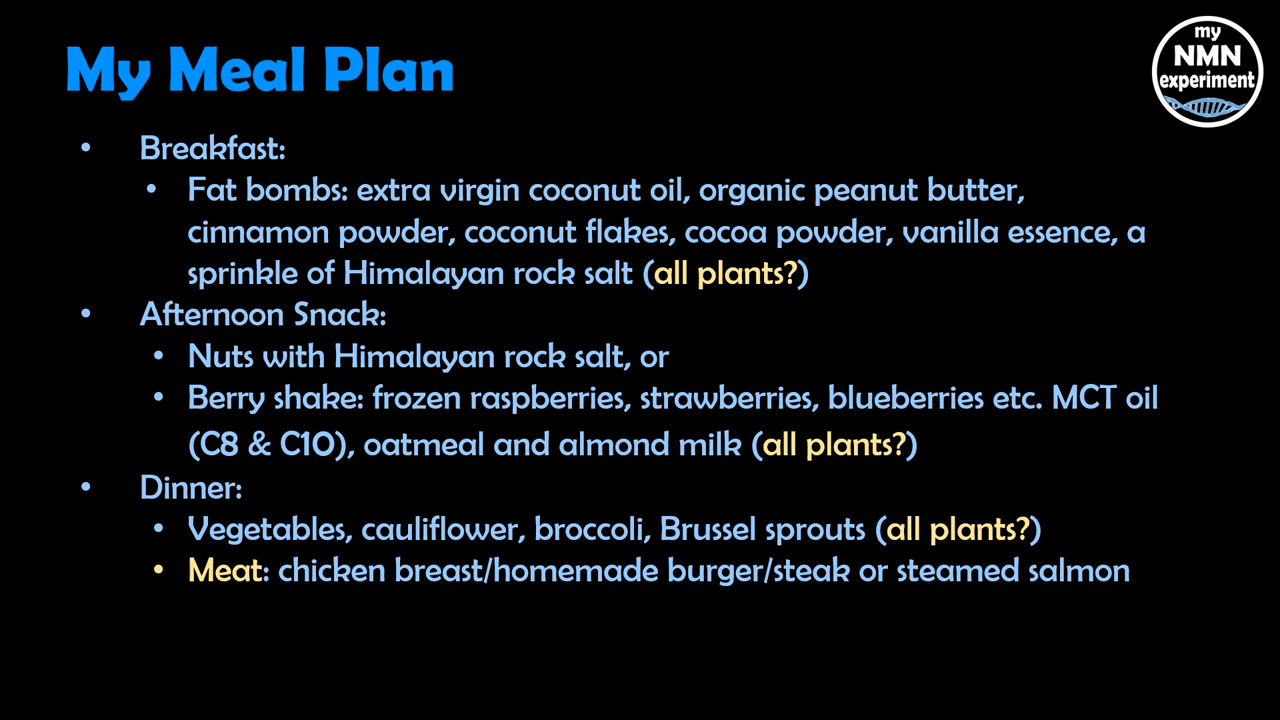 My Meal Plan
my
NMN
experiment
• Breakfast:
• Fat bombs: extra virgin coconut oil, organic peanut butter,
cinnamon powder, coconut flakes, cocoa powder, vanilla essence, a
sprinkle of Himalayan rock salt (all plants?)
• Afternoon Snack:
• Nuts with Himalayan rock salt, or
• Berry shake: frozen raspberries, strawberries, blueberries etc. MCT oil
(C8 & C10), oatmeal and almond milk (all plants?)
• Dinner:
• Vegetables, cauliflower, broccoli, Brussel sprouts (all plants?)
• Meat: chicken breast/homemade burger/steak or steamed salmon